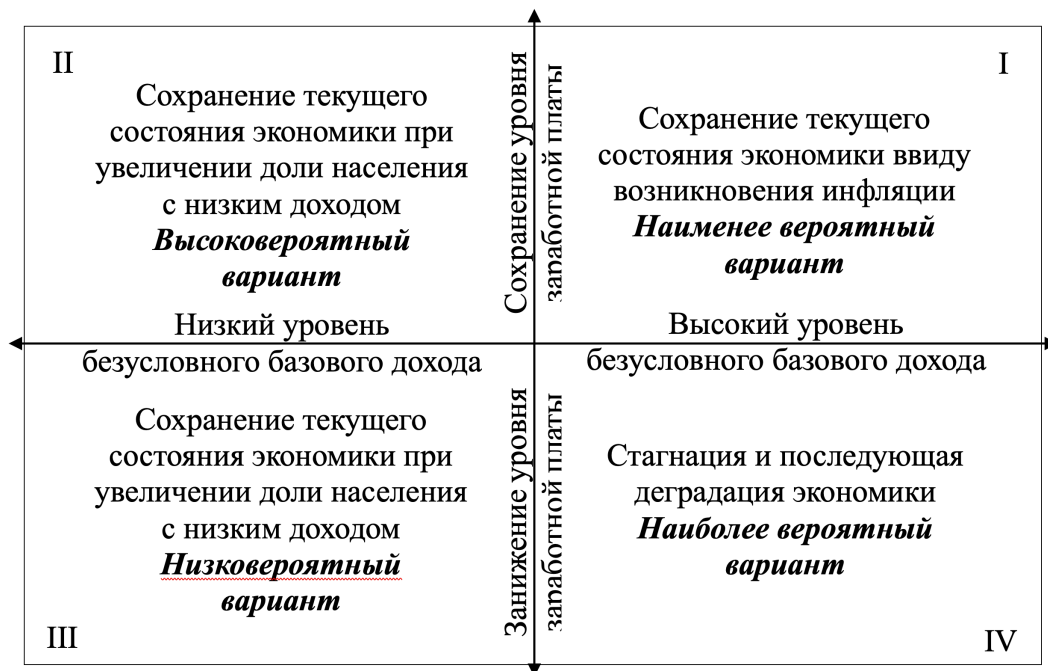 II
Сохранение текущего
состояния экономики при
увеличении доли населения
с низким доходом
Высоковероятный
вариант
Сохранение уровня
заработной платы
I
Сохранение текущего
состояния экономики ввиду
возникновения инфляции
Наименее вероятный
вариант
Низкий уровень
безусловного базового дохода
Высокий уровень
безусловного базового дохода
Сохранение текущего
состояния экономики при
увеличении доли населения
с низким доходом
Низковероятный
вариант
III
Занижение уровня
заработной платы
Стагнация и последующая
деградация экономики
Наиболее вероятный
вариант
IV